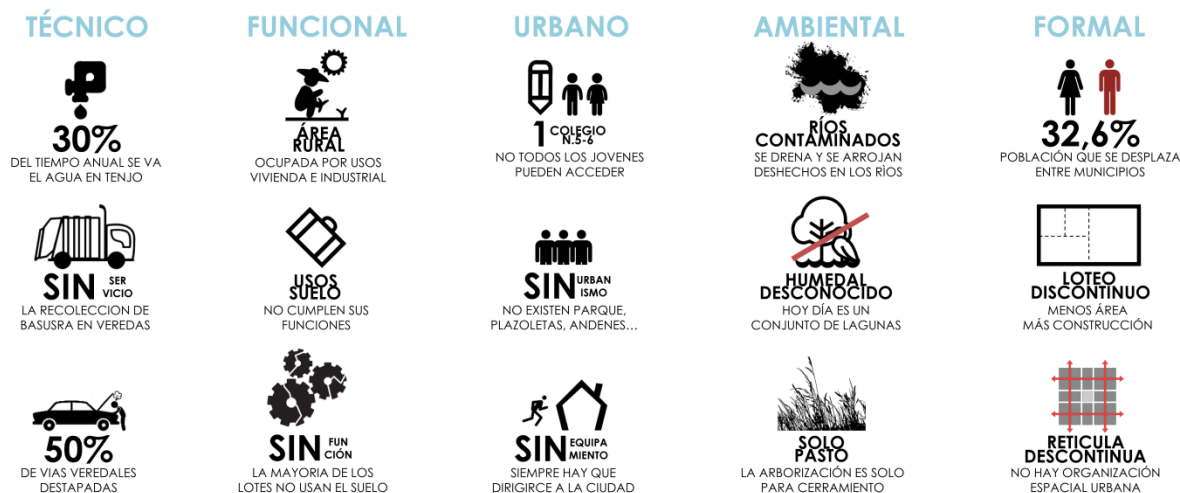 TÉCNICO
30%
DEL TIEMPO ANUAL SE VA
EL AGUA EN TENJO
SIN SER
VICIO
LA RECOLECCION DE
BASUSRA EN VEREDAS
50%
DE VIAS VEREDALES
DESTAPADAS
FUNCIONAL
ÁREA
RURAL
OCUPADA POR USOS
VIVIENDA E INDUSTRIAL
USOS
SUELO
NO CUMPLEN SUS
FUNCIONES
SIN FUN
CIÓN
LA MAYORIA DE LOS
LOTES NO USAN EL SUELO
URBANO
1 COLEGIO
N.5-6
NO TODOS LOS JOVENES
PUEDEN ACCEDER
SIN URBAN
ISMO
NO EXISTEN PARQUE,
PLAZOLETAS, ANDENES...
SIN EQUIPA
MIENTO
SIEMPRE HAY QUE
DIRIGIRCE A LA CIUDAD
AMBIENTAL
RÍOS
CONTAMINADOS
SE DRENA Y SE ARROJAN
DESHECHOS EN LOS RÌOS
HUMEDAL
DESCONOCIDO
HOY DÍA ES UN
CONJUNTO DE LAGUNAS
SOLO
PASTO
LA ARBORIZACIÓN ES SOLO
PARA CERRAMIENTO
FORMAL
32,6%
POBLACIÓN QUE SE DESPLAZA
ENTRE MUNICIPIOS
LOTEO
DISCONTINUO
MENOS ÁREA
MÁS CONSTRUCCIÓN
RETICULA
DESCONTINUA
NO HAY ORGANIZACIÓN
ESPACIAL URBANA